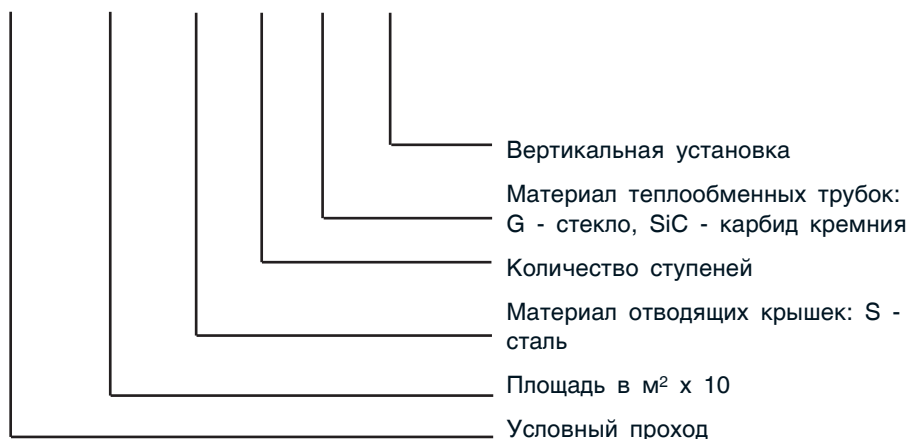 Вертикальная установка
Материал теплообменных трубок:
G - стекло, SiC - карбид кремния
Количество ступеней
Материал отводящих крышек: S -
сталь
Площадь в м² x 10
Условный проход